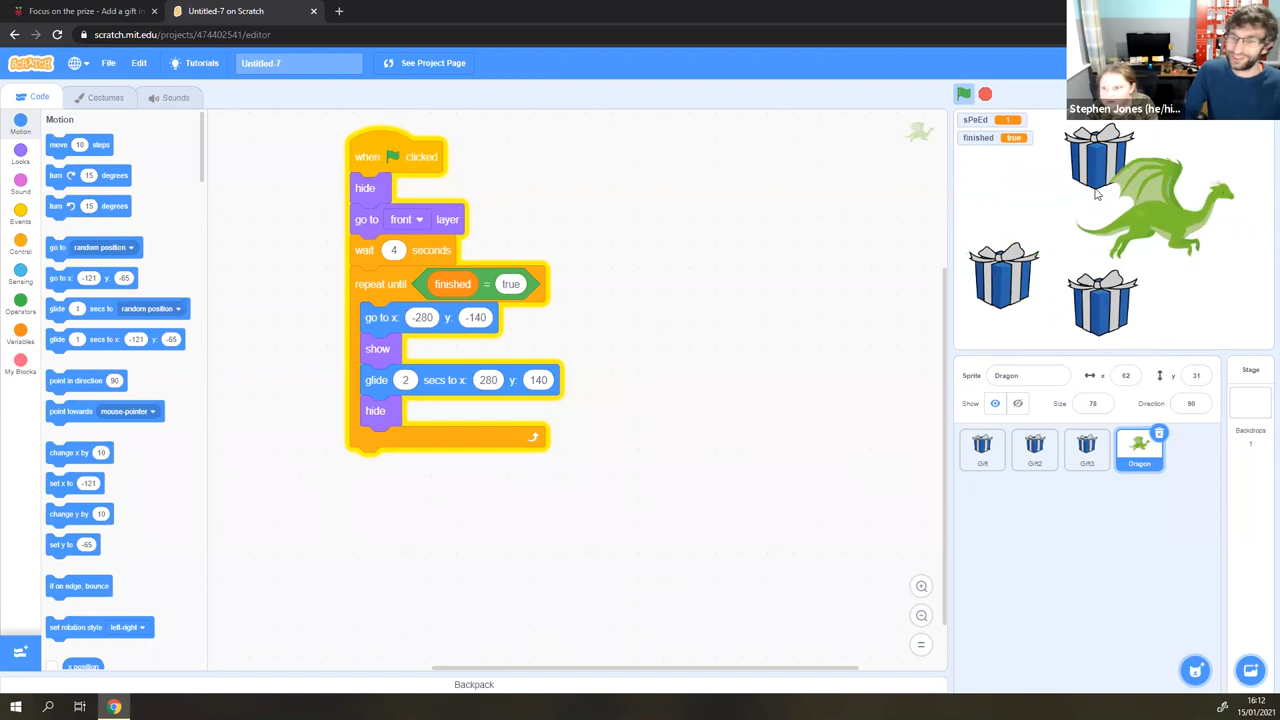 Focus on the prize - Add a gift in
Untitled-7 on Scratch
scratch.mit.edu/projects/474402541/editor
SCRATCH
File
Edit
Tutorials
Untitled-7
See Project Page
Stephen Jones (he/hi...
Code
Costumes
Sounds
Motion
Looks
Sound
Events
Control
Sensing
Operators
Variables
My Blocks
Motion
move 10 steps
turn 15 degrees
turn 15 degrees
go to random position
go to x: -121 y: -65
glide 1 secs to random position
glide 1 secs to x: -121 y: -65
point in direction 90
point towards mouse-pointer
change x by 10
set x to -121
change y by 10
set y to -65
if on edge, bounce
set rotation style left-right
x position
when clicked
hide
go to front layer
wait 4 seconds
repeat until finished = true
go to x: -280 y: -140
show
glide 2 secs to x: 280 y: 140
hide
sPeEd 1
finished true
Sprite Dragon x 62 y 31
Show Size 78 Direction 90
Gift
Gift2
Gift3
Dragon
Stage
Backdrops
1
Backpack
16:12
15/01/2021